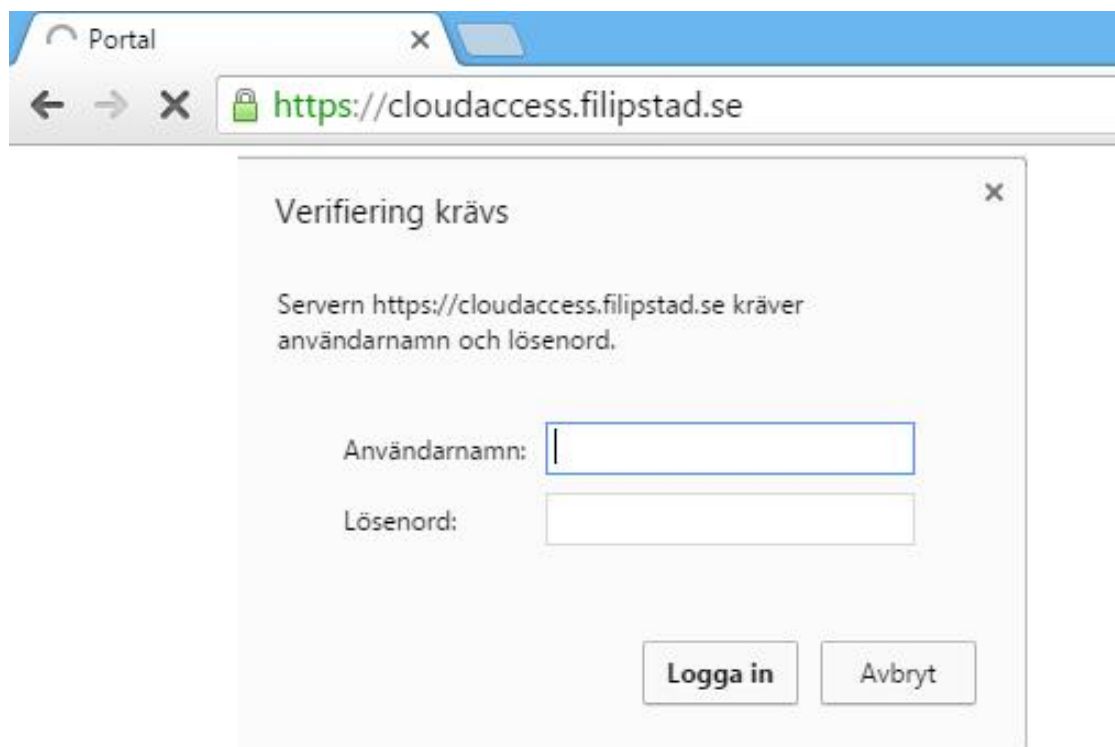 Portal
https://cloudaccess.filipstad.se
Verifiering krävs
Servern https://cloudaccess.filipstad.se kräver
användarnamn och lösenord.
Användarnamn:
Lösenord:
Logga in
Avbryt